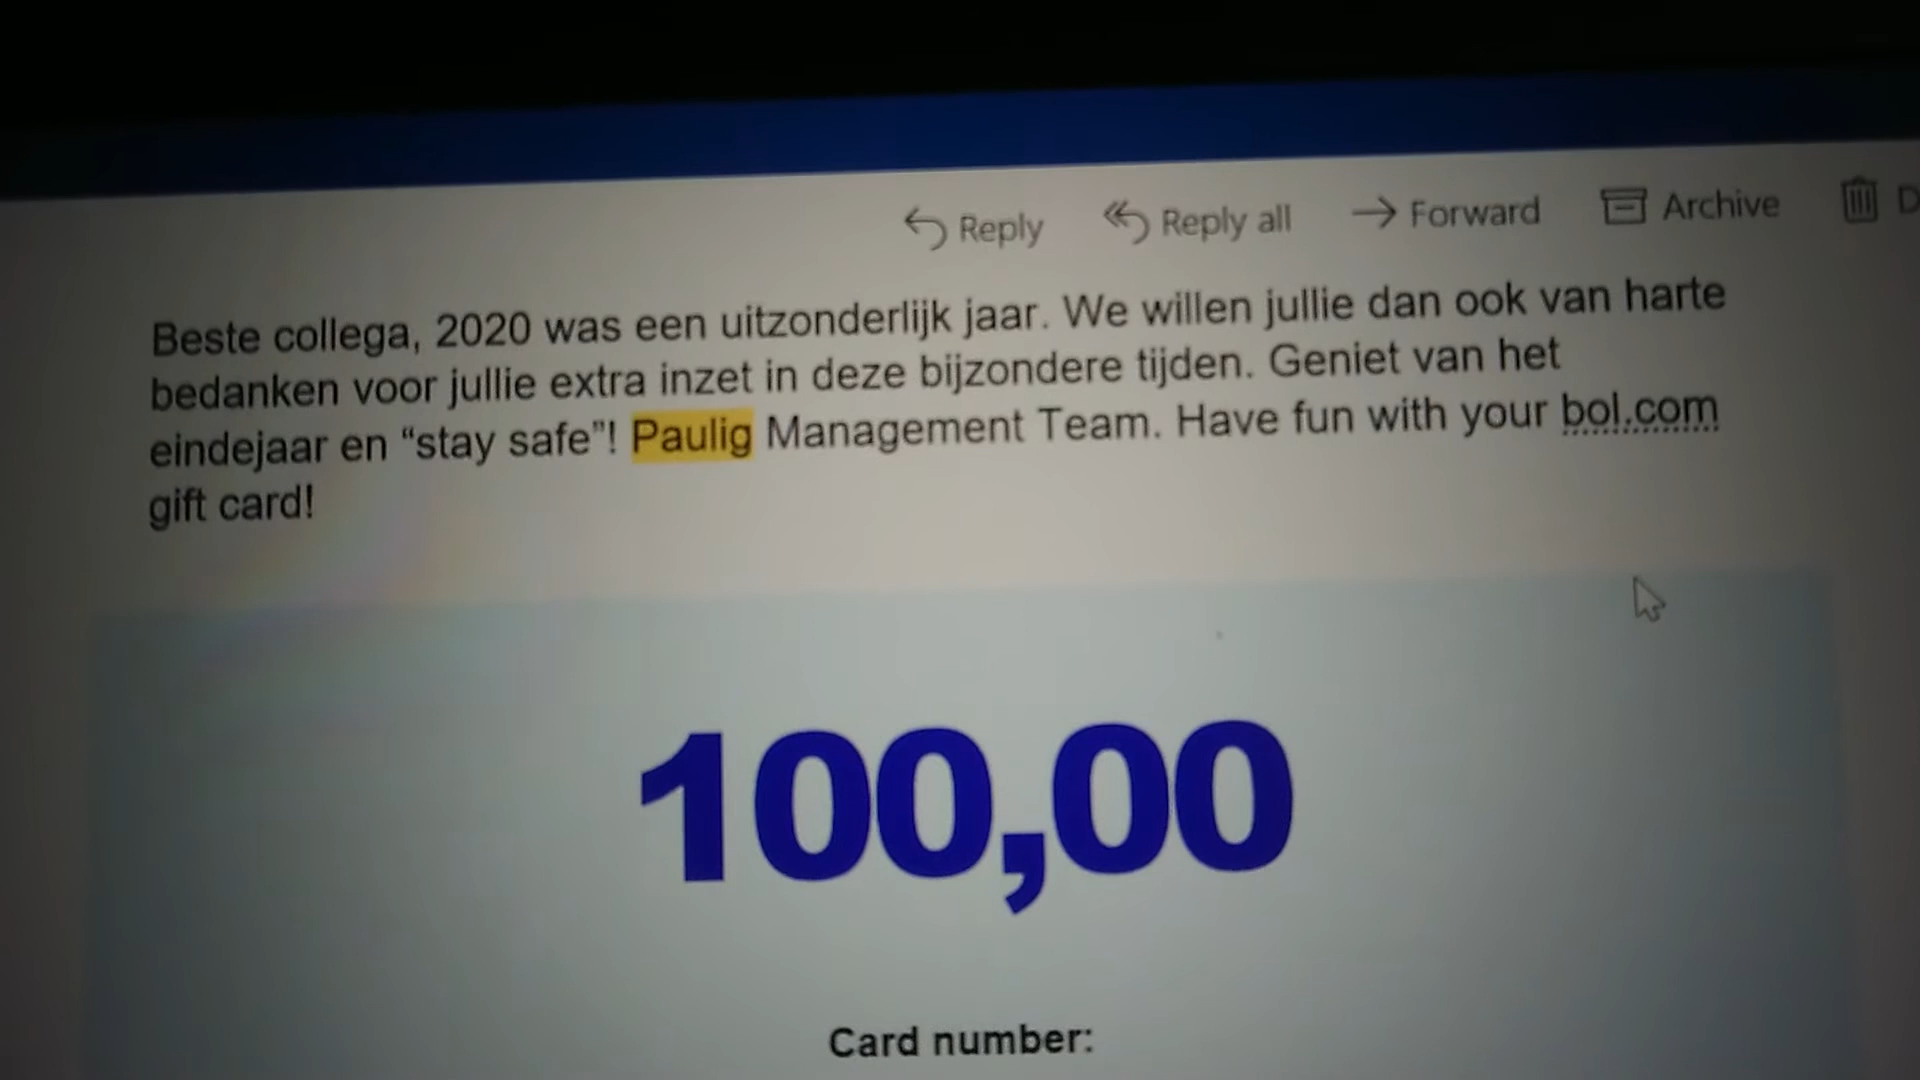 Reply Reply all Forward Archive D
Beste collega, 2020 was een uitzonderlijk jaar. We willen jullie dan ook van harte
bedanken voor jullie extra inzet in deze bijzondere tijden. Geniet van het
eindejaar en “stay safe”! Paulig Management Team. Have fun with your bol.com
gift card!
100,00
Card number: